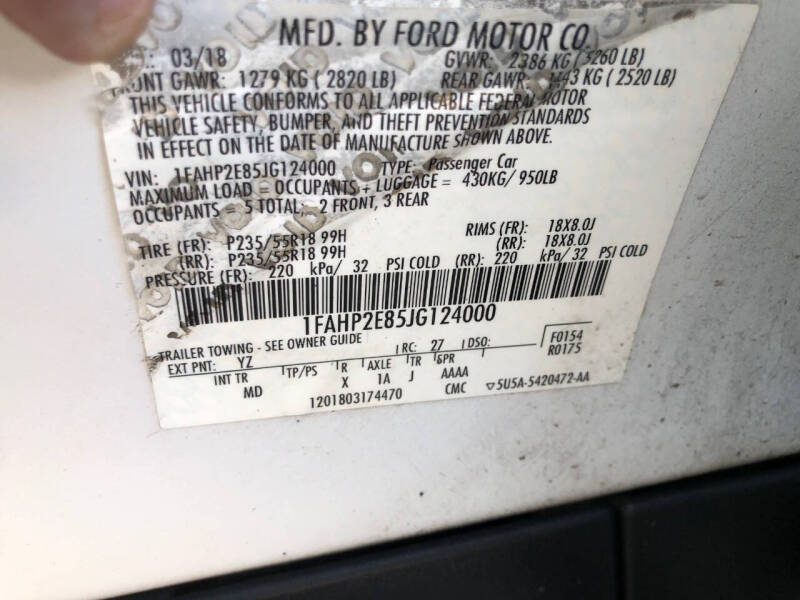 MFD. BY FORD MOTOR CO.
03/18 GVWR: 2386 KG (5260 LB)
FRONT GAWR: 1279 KG (2820 LB) REAR GAWR: 1143 KG (2520 LB)
THIS VEHICLE CONFORMS TO ALL APPLICABLE FEDERAL MOTOR
VEHICLE SAFETY, BUMPER, AND THEFT PREVENTION STANDARDS
IN EFFECT ON THE DATE OF MANUFACTURE SHOWN ABOVE.
VIN: 1FAHP2E85JG124000 TYPE: Passenger Car
MAXIMUM LOAD = OCCUPANTS + LUGGAGE = 430KG/ 950LB
OCCUPANTS = 5 TOTAL; 2 FRONT, 3 REAR
TIRE (FR): P235/55R18 99H RIMS (FR): 18X8.0J
(RR): P235/55R18 99H (RR): 18X8.0J
PRESSURE (FR): 220 kPa/ 32 PSI COLD (RR): 220 kPa/ 32 PSI COLD
1FAHP2E85JG124000
TRAILER TOWING - SEE OWNER GUIDE
EXT PNT: YZ RC: 27 DSO: F0154
R0175
INT TR TP/PS R AXLE TR SPR
MD X 1A J AAAA
1201803174470 CMC ▽5U5A-5420472-AA
VOID VOID VOID VOID